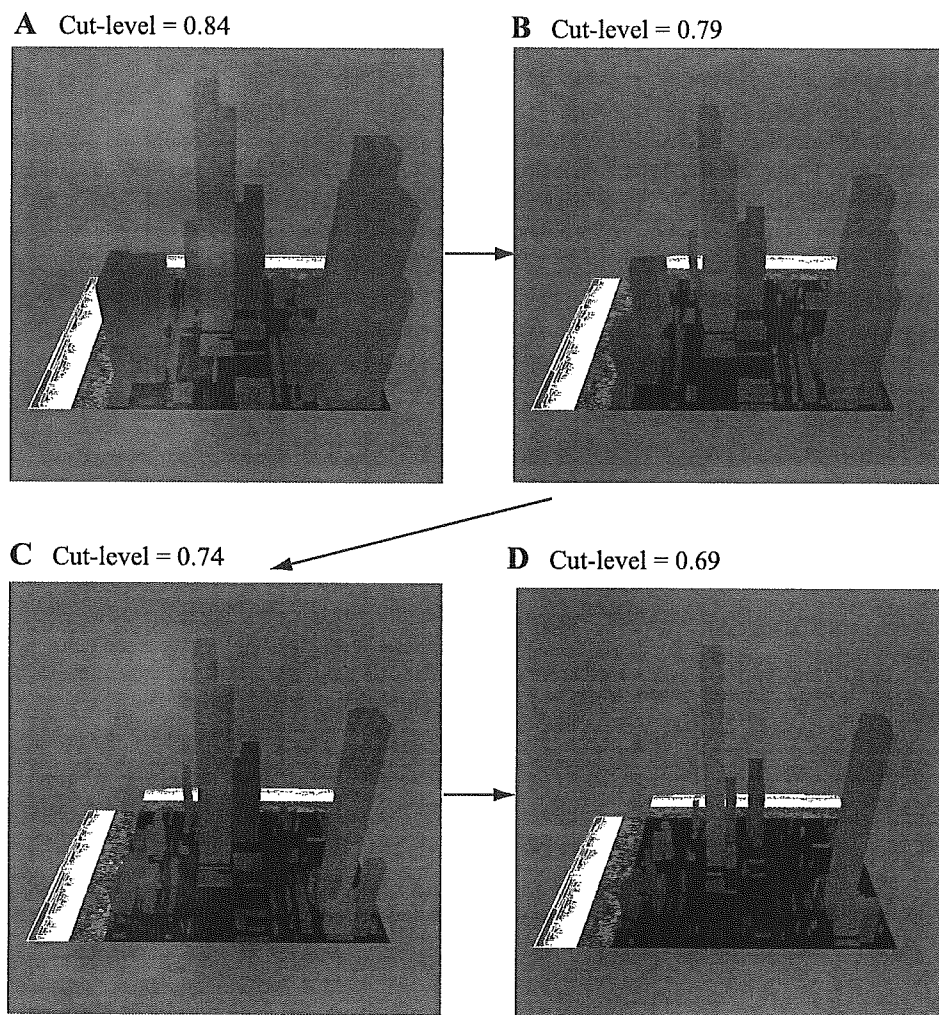 A Cut-level = 0.84
B Cut-level = 0.79
C Cut-level = 0.74
D Cut-level = 0.69